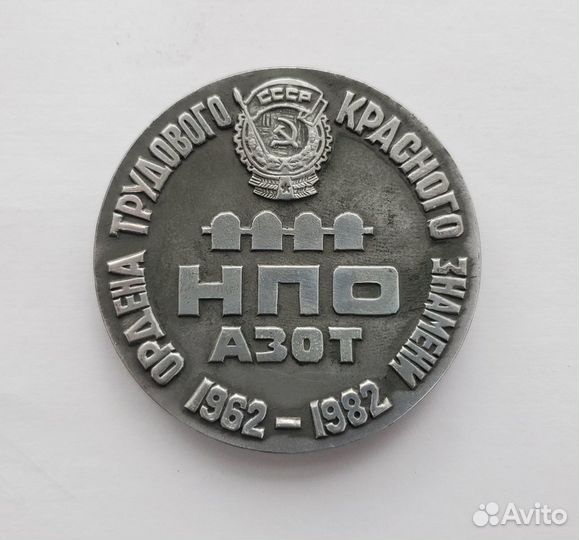 ОРДЕНА ТРУДОВОГО КРАСНОГО ЗНАМЕНИ
СССР
НПО
АЗОТ
1962-1982
Avito